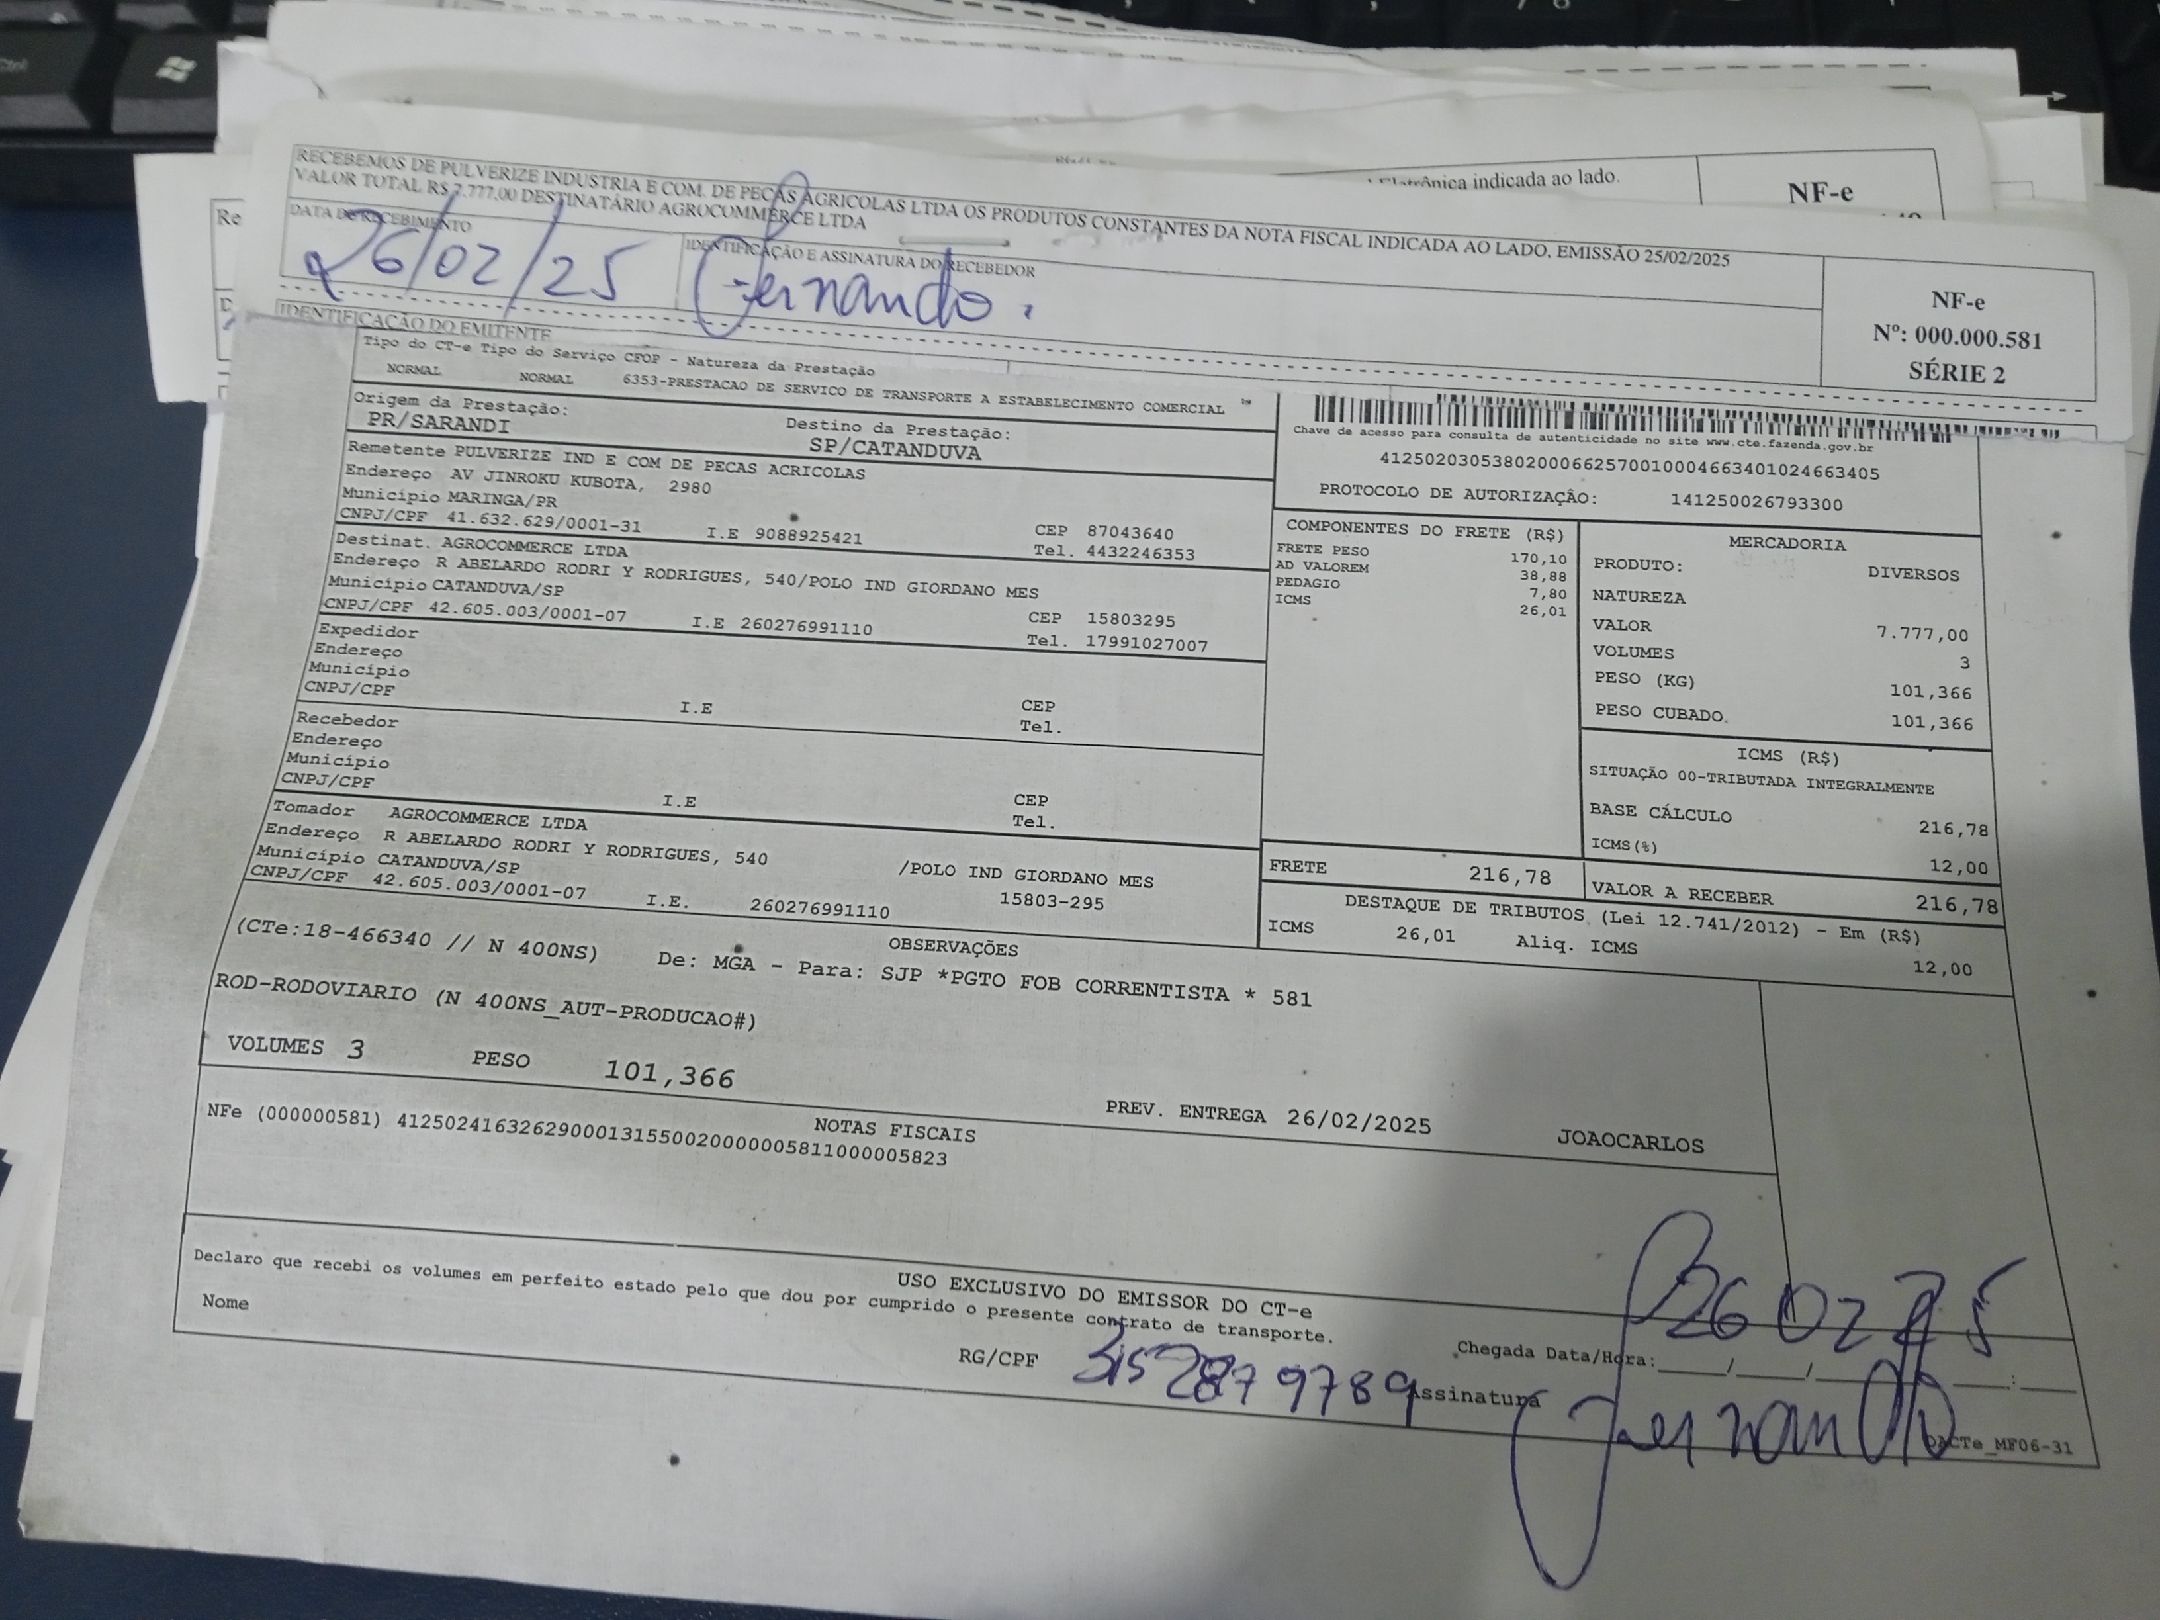 Eletrônica indicada ao lado.
NF-e
RECEBEMOS DE PULVERIZE INDUSTRIA E COM. DE PEÇAS AGRICOLAS LTDA OS PRODUTOS CONSTANTES DA NOTA FISCAL INDICADA AO LADO, EMISSÃO 25/02/2025
VALOR TOTAL R$ 7.777,00 DESTINATÁRIO AGROCOMMERCE LTDA
DATA DE RECEBIMENTO
26/02/25
IDENTIFICAÇÃO E ASSINATURA DO RECEBEDOR
Fernando.
NF-e
Nº: 000.000.581
SÉRIE 2
IDENTIFICAÇÃO DO EMITENTE
Tipo do CT-e Tipo do Serviço CFOP - Natureza da Prestação
NORMAL NORMAL 6353-PRESTACAO DE SERVICO DE TRANSPORTE A ESTABELECIMENTO COMERCIAL
Origem da Prestação: Destino da Prestação:
PR/SARANDI SP/CATANDUVA
Remetente PULVERIZE IND E COM DE PECAS ACRICOLAS
Endereço AV JINROKU KUBOTA, 2980
Município MARINGA/PR CEP 87043640
CNPJ/CPF 41.632.629/0001-31 I.E 9088925421 Tel. 4432246353
Destinat. AGROCOMMERCE LTDA
Endereço R ABELARDO RODRI Y RODRIGUES, 540/POLO IND GIORDANO MES
Município CATANDUVA/SP CEP 15803295
CNPJ/CPF 42.605.003/0001-07 I.E 260276991110 Tel. 17991027007
Expedidor
Endereço
Município CEP
CNPJ/CPF I.E Tel.
Recebedor
Endereço
Município CEP
CNPJ/CPF I.E Tel.
Tomador AGROCOMMERCE LTDA
Endereço R ABELARDO RODRI Y RODRIGUES, 540 /POLO IND GIORDANO MES
Município CATANDUVA/SP 15803-295
CNPJ/CPF 42.605.003/0001-07 I.E. 260276991110
Chave de acesso para consulta de autenticidade no site www.cte.fazenda.gov.br
41250203053802000662570010004663401024663405
PROTOCOLO DE AUTORIZAÇÃO: 141250026793300
COMPONENTES DO FRETE (R$)
FRETE PESO 170,10
AD VALOREM 38,88
PEDAGIO 7,80
ICMS 26,01
MERCADORIA
PRODUTO: DIVERSOS
NATUREZA
VALOR 7.777,00
VOLUMES 3
PESO (KG) 101,366
PESO CUBADO. 101,366
ICMS (R$)
SITUAÇÃO 00-TRIBUTADA INTEGRALMENTE
BASE CÁLCULO 216,78
ICMS(%) 12,00
FRETE 216,78
VALOR A RECEBER 216,78
DESTAQUE DE TRIBUTOS (Lei 12.741/2012) - Em (R$)
ICMS 26,01 Aliq. ICMS 12,00
OBSERVAÇÕES
(CTe:18-466340 // N 400NS) De: MGA - Para: SJP *PGTO FOB CORRENTISTA * 581
ROD-RODOVIARIO (N 400NS_AUT-PRODUCAO#)
VOLUMES 3 PESO 101,366 PREV. ENTREGA 26/02/2025 JOAOCARLOS
NOTAS FISCAIS
NFe (000000581) 41250241632629000131550020000005811000005823
USO EXCLUSIVO DO EMISSOR DO CT-e
Declaro que recebi os volumes em perfeito estado pelo que dou por cumprido o presente contrato de transporte.
Nome
RG/CPF
Chegada Data/Hora:____/____/____ ____:____
26 02 25
Assinatura
Fernando
DACTe_MF06-31